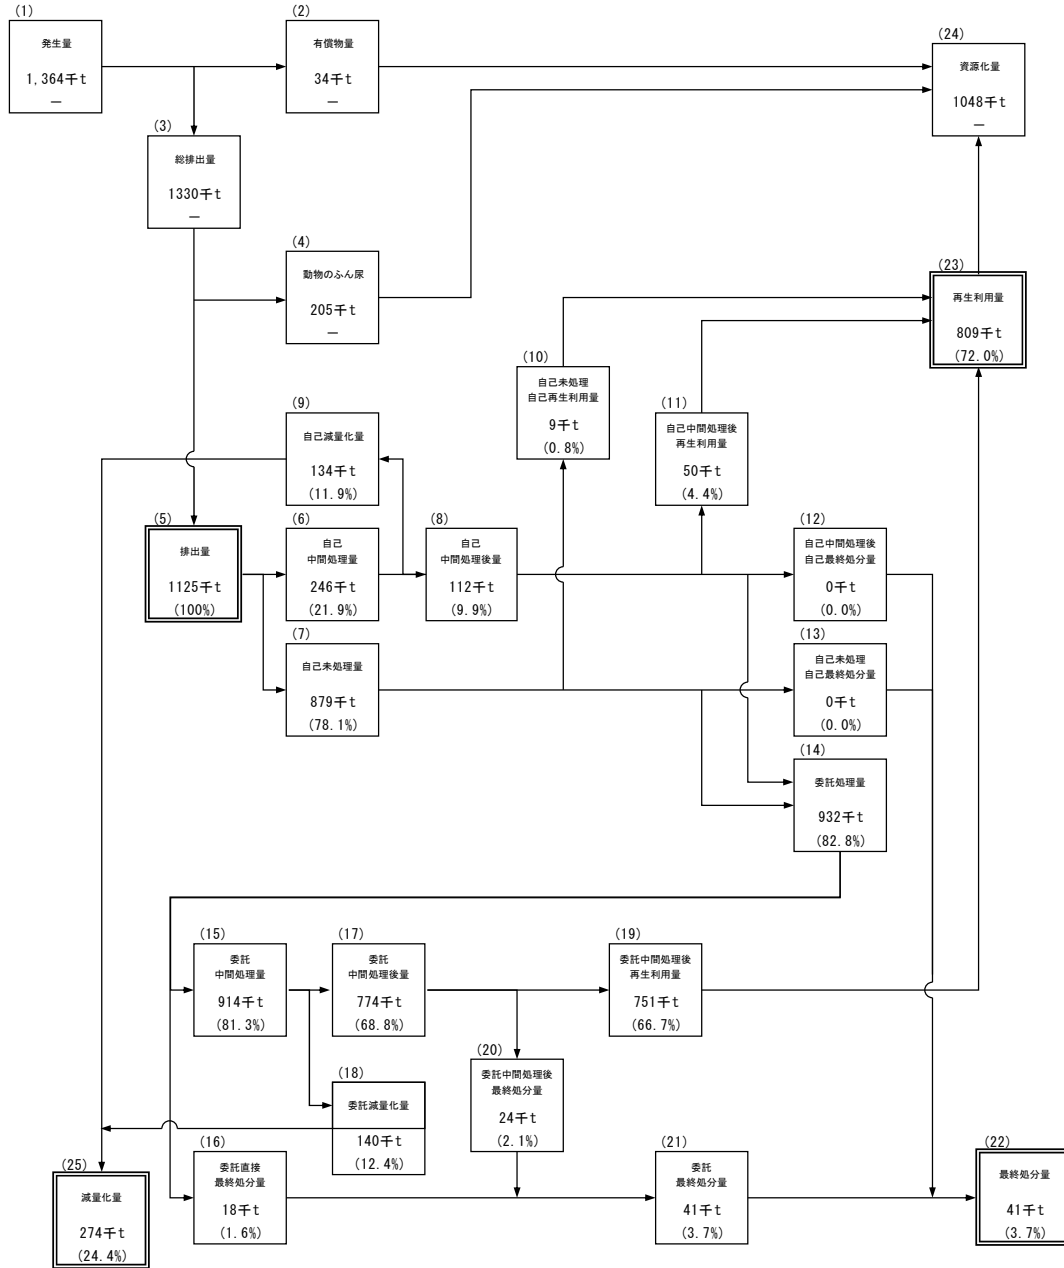 (1)
発生量
1,364千t
―
(2)
有償物量
34千t
―
(24)
資源化量
1048千t
―
(3)
総排出量
1330千t
―
(4)
動物のふん尿
205千t
―
(23)
再生利用量
809千t
(72.0%)
(10)
自己未処理
自己再生利用量
9千t
(0.8%)
(11)
自己中間処理後
再生利用量
50千t
(4.4%)
(9)
自己減量化量
134千t
(11.9%)
(5)
排出量
1125千t
(100%)
(6)
自己
中間処理量
246千t
(21.9%)
(8)
自己
中間処理後量
112千t
(9.9%)
(12)
自己中間処理後
自己最終処分量
0千t
(0.0%)
(7)
自己未処理量
879千t
(78.1%)
(13)
自己未処理
自己最終処分量
0千t
(0.0%)
(14)
委託処理量
932千t
(82.8%)
(15)
委託
中間処理量
914千t
(81.3%)
(17)
委託
中間処理後量
774千t
(68.8%)
(19)
委託中間処理後
再生利用量
751千t
(66.7%)
(20)
委託中間処理後
最終処分量
24千t
(2.1%)
(18)
委託減量化量
140千t
(12.4%)
(25)
減量化量
274千t
(24.4%)
(16)
委託直接
最終処分量
18千t
(1.6%)
(21)
委託
最終処分量
41千t
(3.7%)
(22)
最終処分量
41千t
(3.7%)